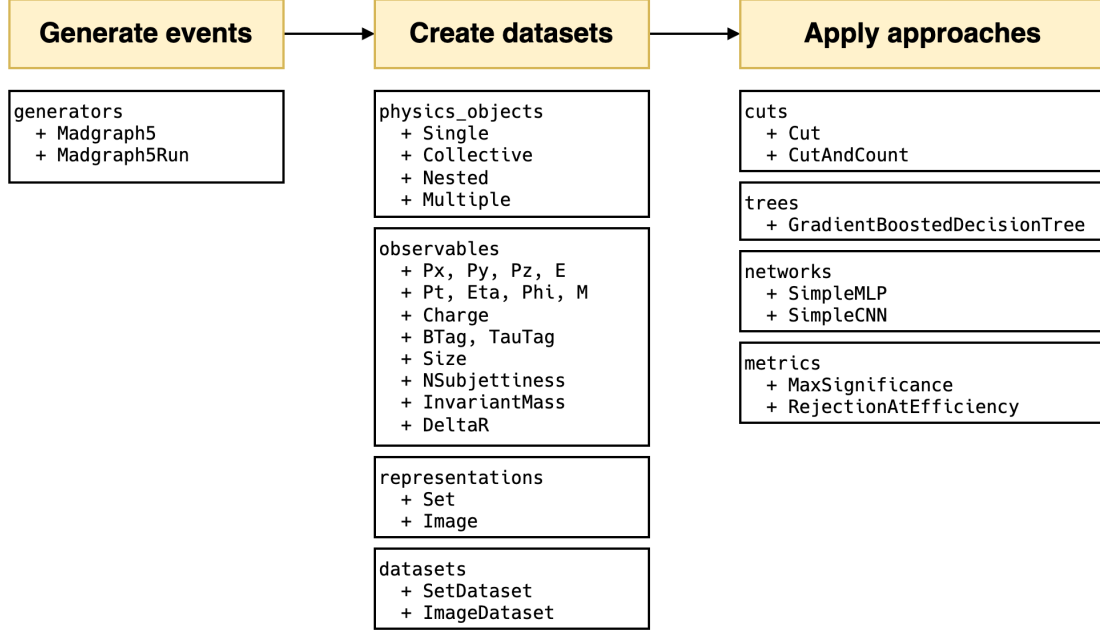 Generate events
generators
+ Madgraph5
+ Madgraph5Run
Create datasets
physics_objects
+ Single
+ Collective
+ Nested
+ Multiple
observables
+ Px, Py, Pz, E
+ Pt, Eta, Phi, M
+ Charge
+ BTag, TauTag
+ Size
+ NSubjettiness
+ InvariantMass
+ DeltaR
representations
+ Set
+ Image
datasets
+ SetDataset
+ ImageDataset
Apply approaches
cuts
+ Cut
+ CutAndCount
trees
+ GradientBoostedDecisionTree
networks
+ SimpleMLP
+ SimpleCNN
metrics
+ MaxSignificance
+ RejectionAtEfficiency